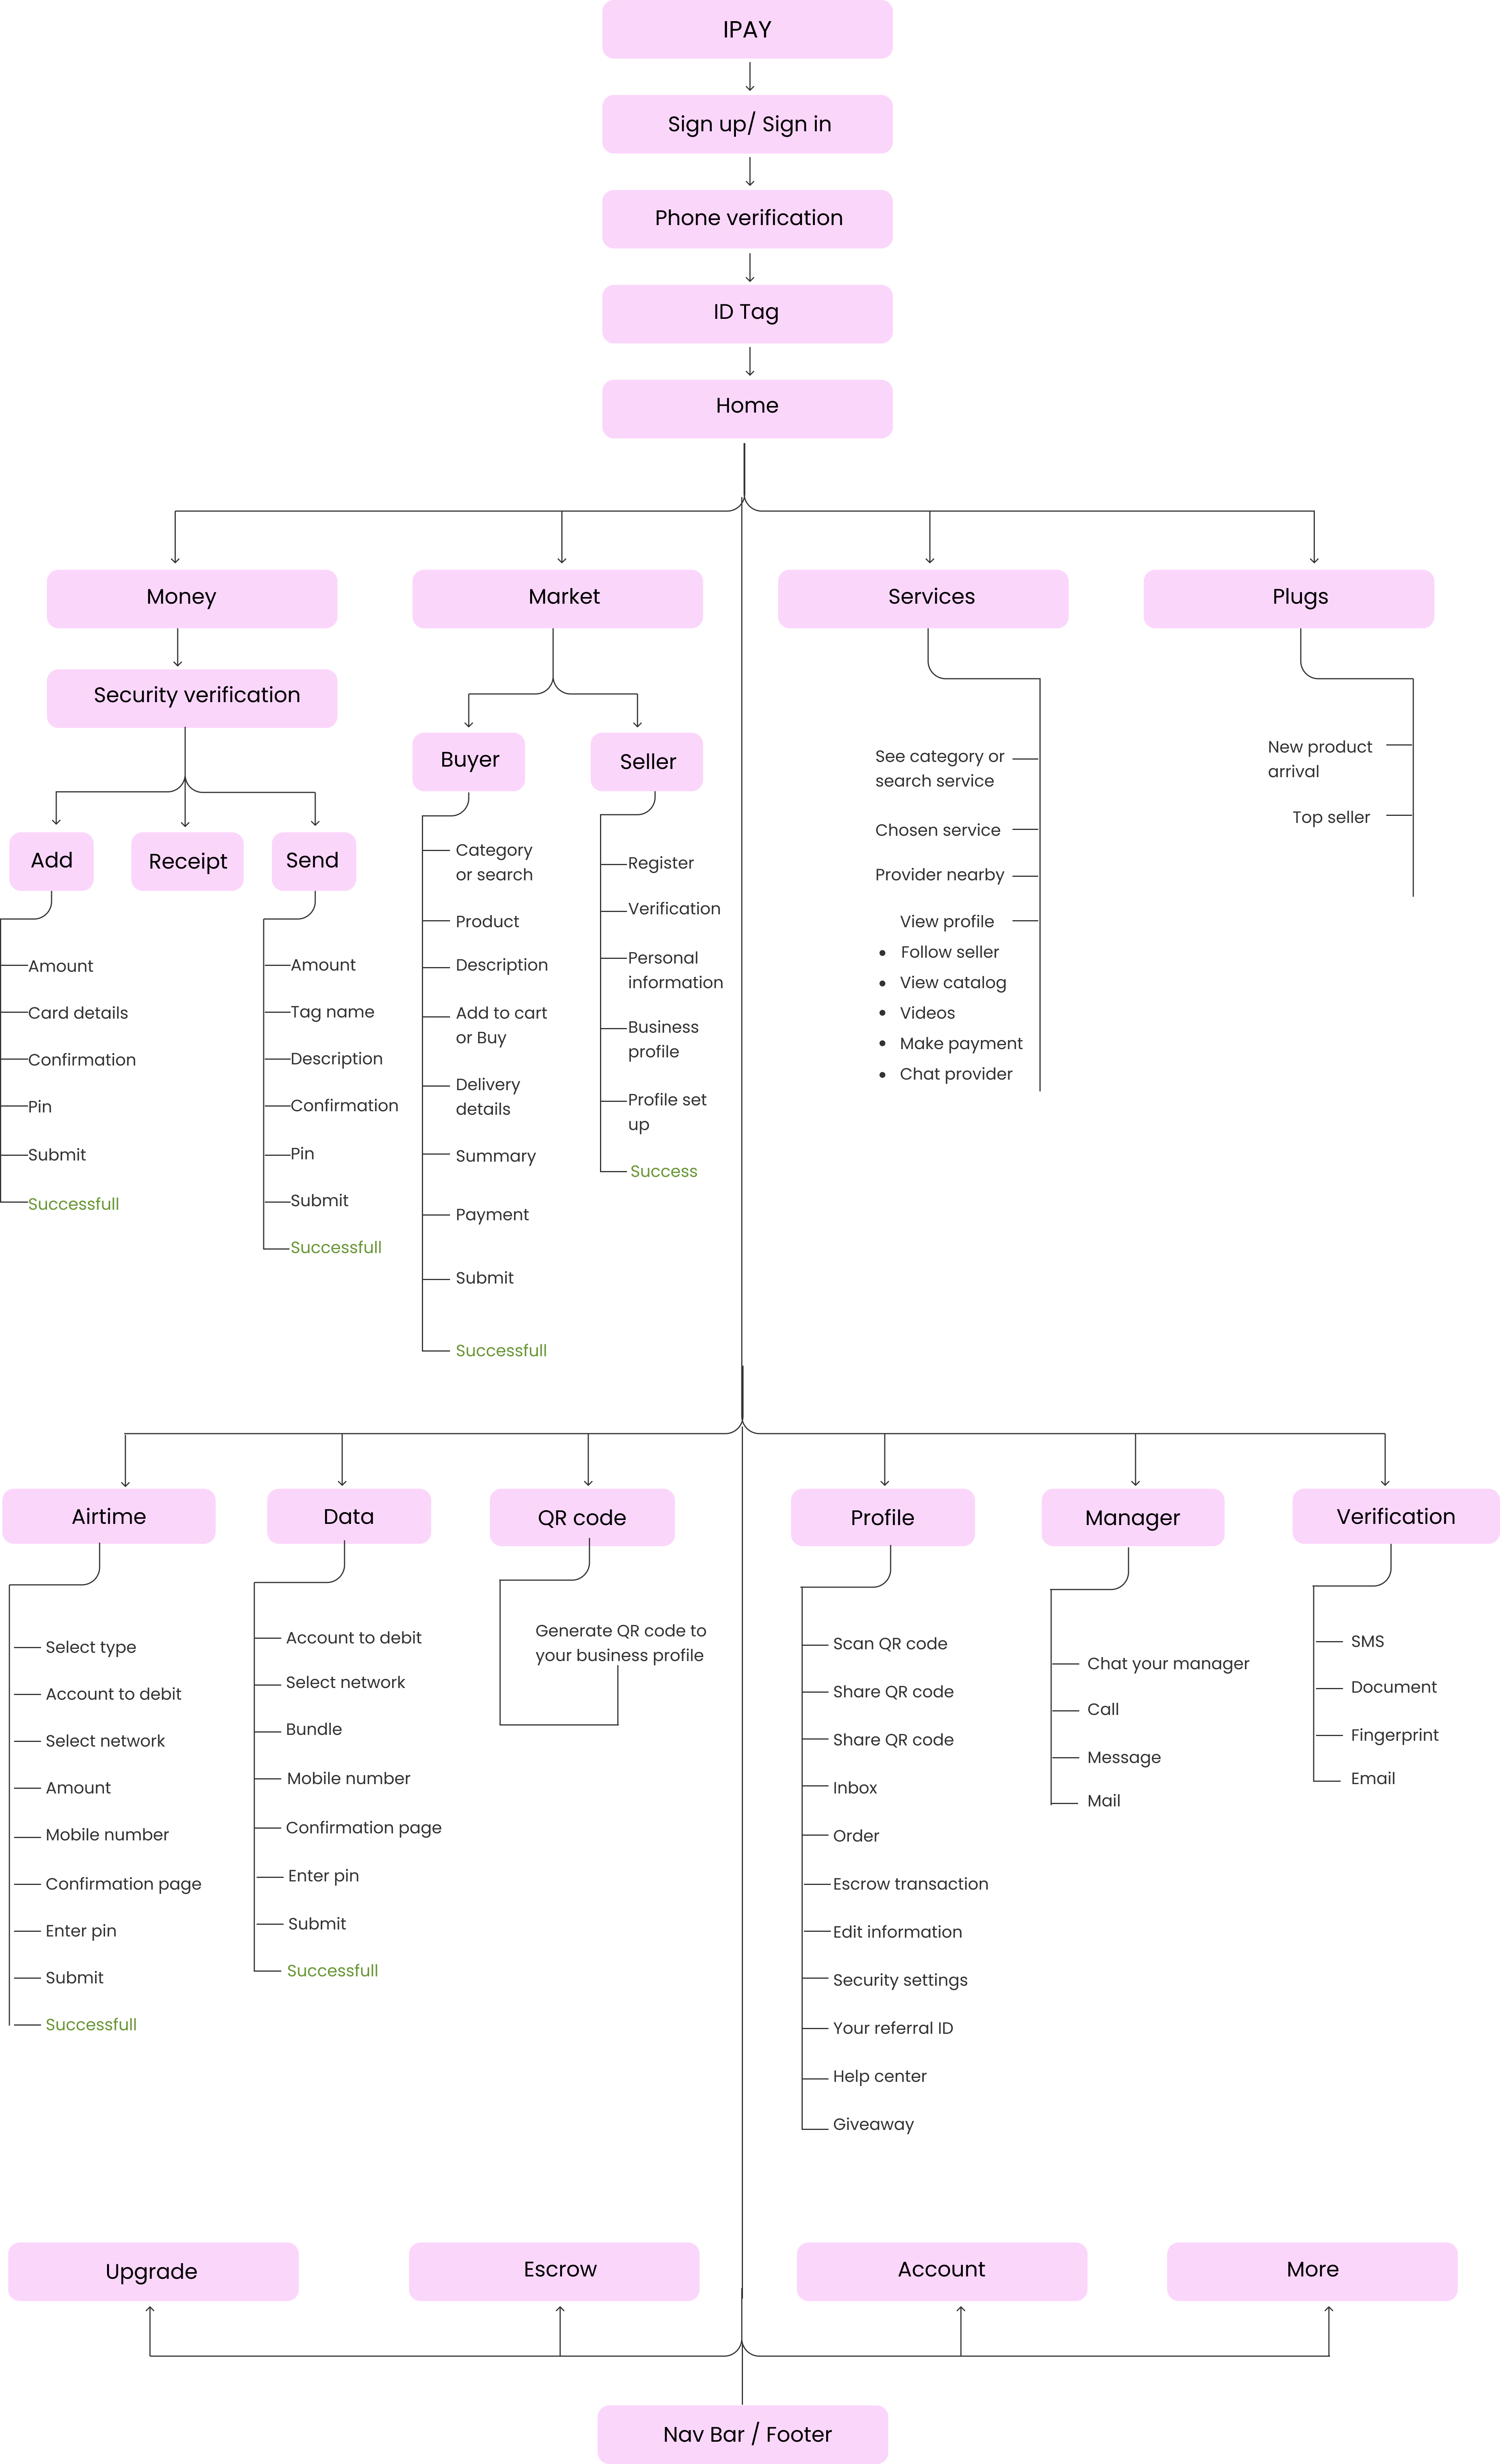 IPAY
Sign up/ Sign in
Phone verification
ID Tag
Home
Money
Market
Services
Plugs
Security verification
Add
Receipt
Send
Amount
Card details
Confirmation
Pin
Submit
Successfull
Amount
Tag name
Description
Confirmation
Pin
Submit
Successfull
Buyer
Seller
Category
or search
Product
Description
Add to cart
or Buy
Delivery
details
Summary
Payment
Submit
Successfull
Register
Verification
Personal
information
Business
profile
Profile set
up
Success
See category or
search service
Chosen service
Provider nearby
View profile
• Follow seller
• View catalog
• Videos
• Make payment
• Chat provider
New product
arrival
Top seller
Airtime
Data
QR code
Profile
Manager
Verification
Select type
Account to debit
Select network
Amount
Mobile number
Confirmation page
Enter pin
Submit
Successfull
Account to debit
Select network
Bundle
Mobile number
Confirmation page
Enter pin
Submit
Successfull
Generate QR code to
your business profile
Scan QR code
Share QR code
Share QR code
Inbox
Order
Escrow transaction
Edit information
Security settings
Your referral ID
Help center
Giveaway
Chat your manager
Call
Message
Mail
SMS
Document
Fingerprint
Email
Upgrade
Escrow
Account
More
Nav Bar / Footer